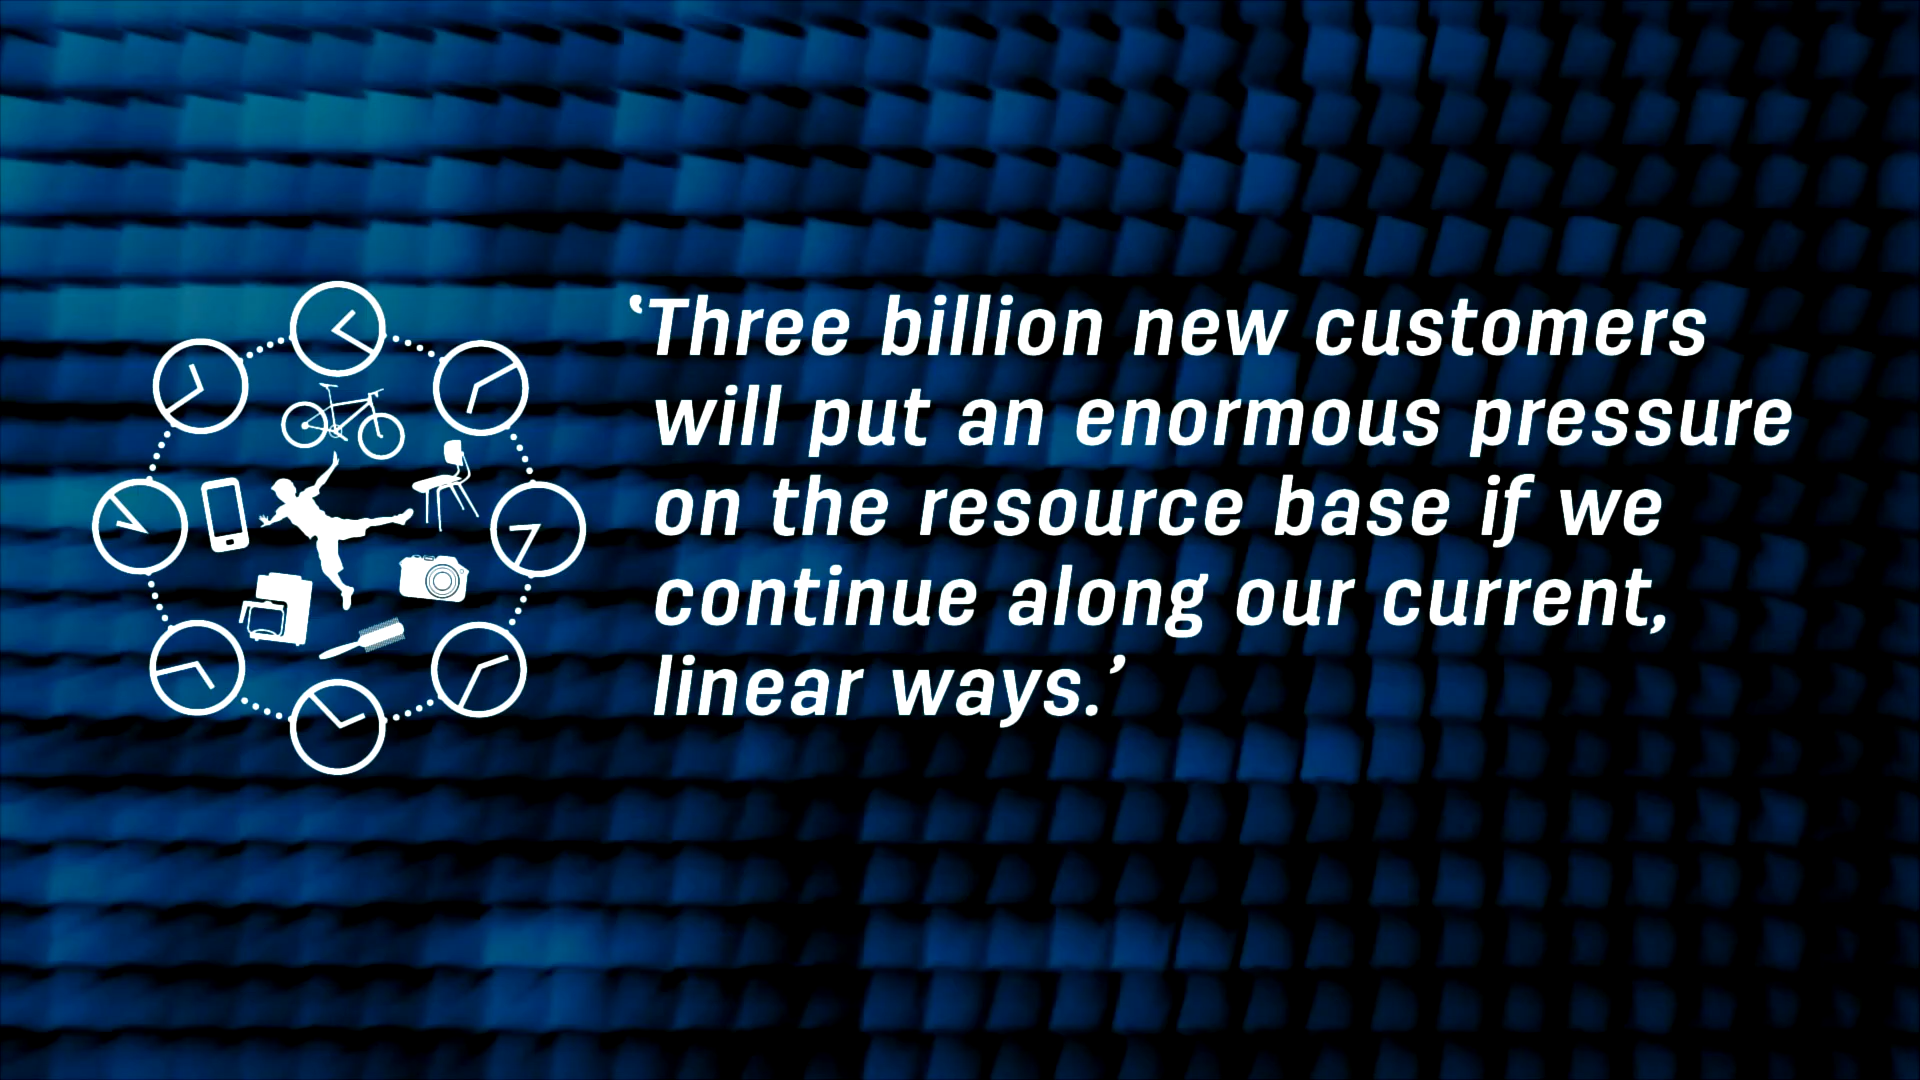 ‘Three billion new customers
will put an enormous pressure
on the resource base if we
continue along our current,
linear ways.’